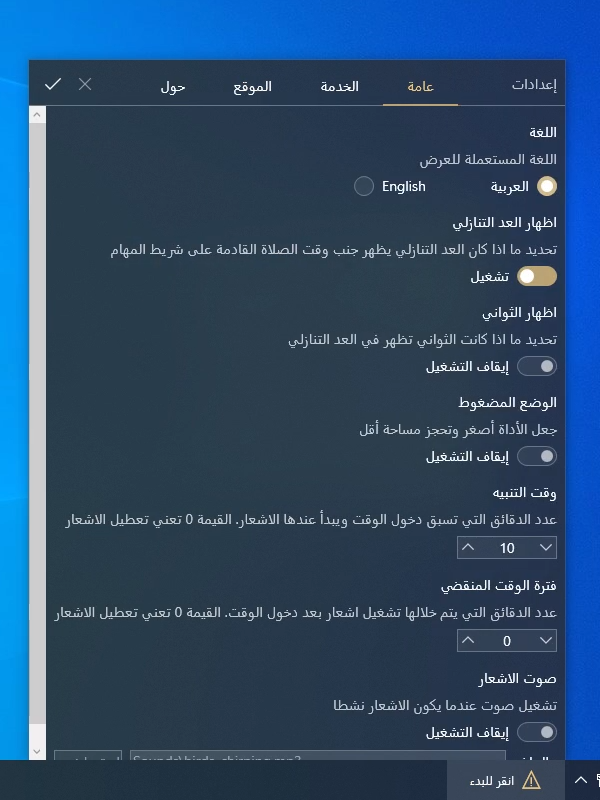 إعدادات
عامة
الخدمة
الموقع
حول
اللغة
اللغة المستعملة للعرض
العربية
English
اظهار العد التنازلي
تحديد ما اذا كان العد التنازلي يظهر جنب وقت الصلاة القادمة على شريط المهام
تشغيل
اظهار الثواني
تحديد ما اذا كانت الثواني تظهر في العد التنازلي
إيقاف التشغيل
الوضع المضغوط
جعل الأداة أصغر وتحجز مساحة أقل
إيقاف التشغيل
وقت التنبيه
عدد الدقائق التي تسبق دخول الوقت ويبدأ عندها الاشعار. القيمة 0 تعني تعطيل الاشعار
10
فترة الوقت المنقضي
عدد الدقائق التي يتم خلالها تشغيل اشعار بعد دخول الوقت. القيمة 0 تعني تعطيل الاشعار
0
صوت الاشعار
تشغيل صوت عندما يكون الاشعار نشطا
إيقاف التشغيل
Sounds\birds-chirping.mp3
انقر للبدء